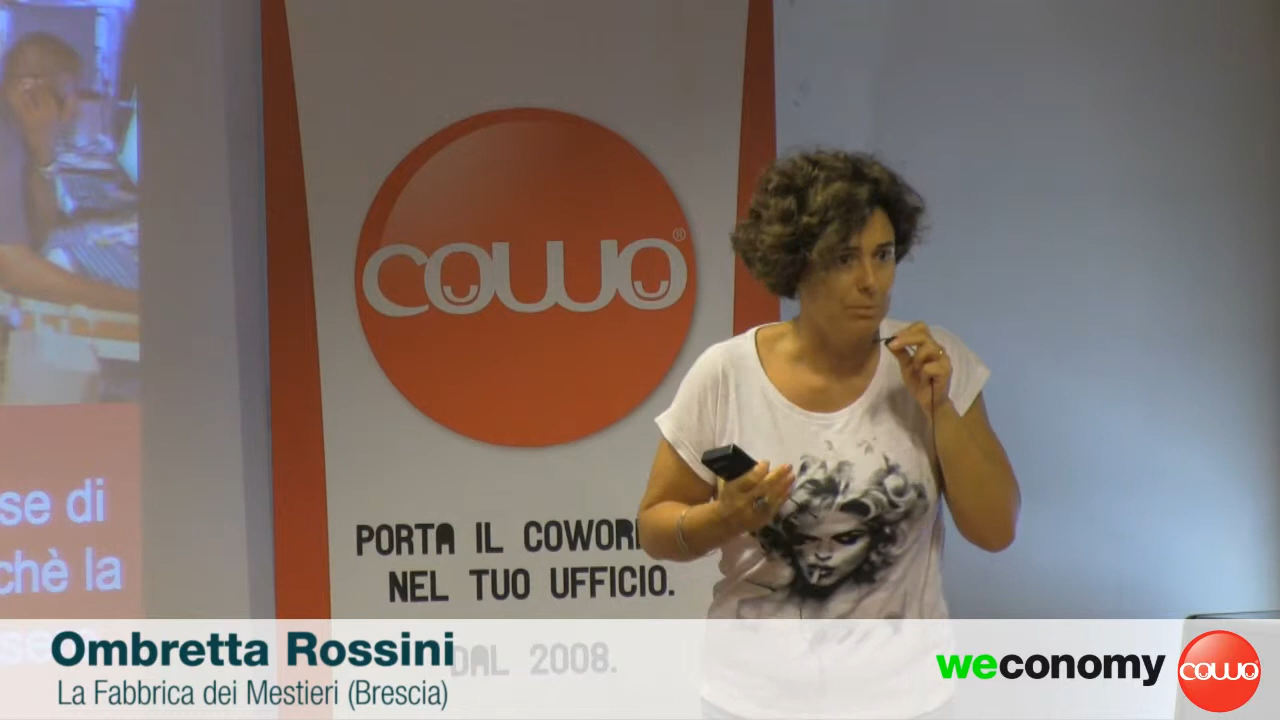 COWO®
PORTA IL COWOR
NEL TUO UFFICIO.
DAL 2008.
se di
chè la
se
Ombretta Rossini
La Fabbrica dei Mestieri (Brescia)
weconomy COWO